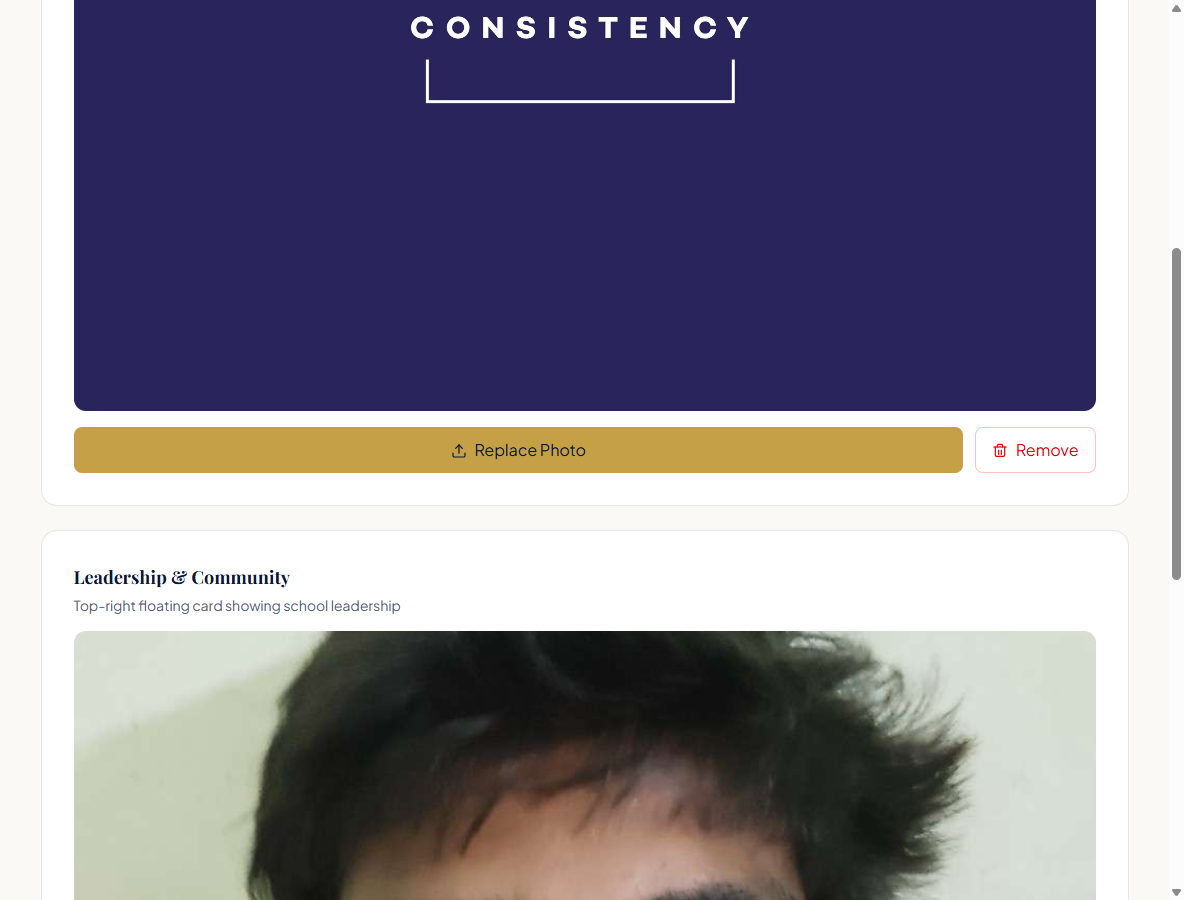 CONSISTENCY
Replace Photo
Remove
Leadership & Community
Top-right floating card showing school leadership